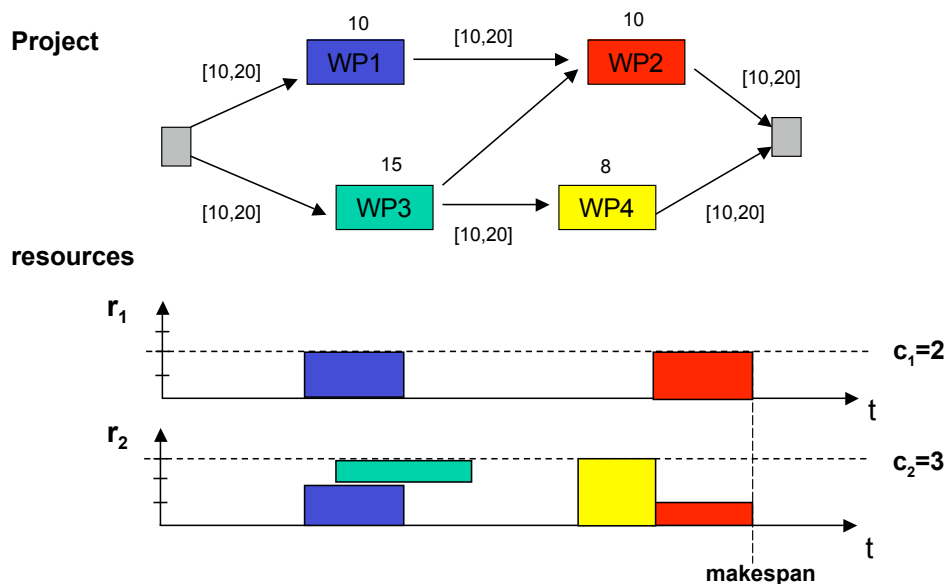 Project
10
10
[10,20]
[10,20]
[10,20]
WP1
WP2
15
8
WP3
WP4
[10,20]
[10,20]
[10,20]
resources
r₁
c₁=2
t
r₂
c₂=3
t
makespan